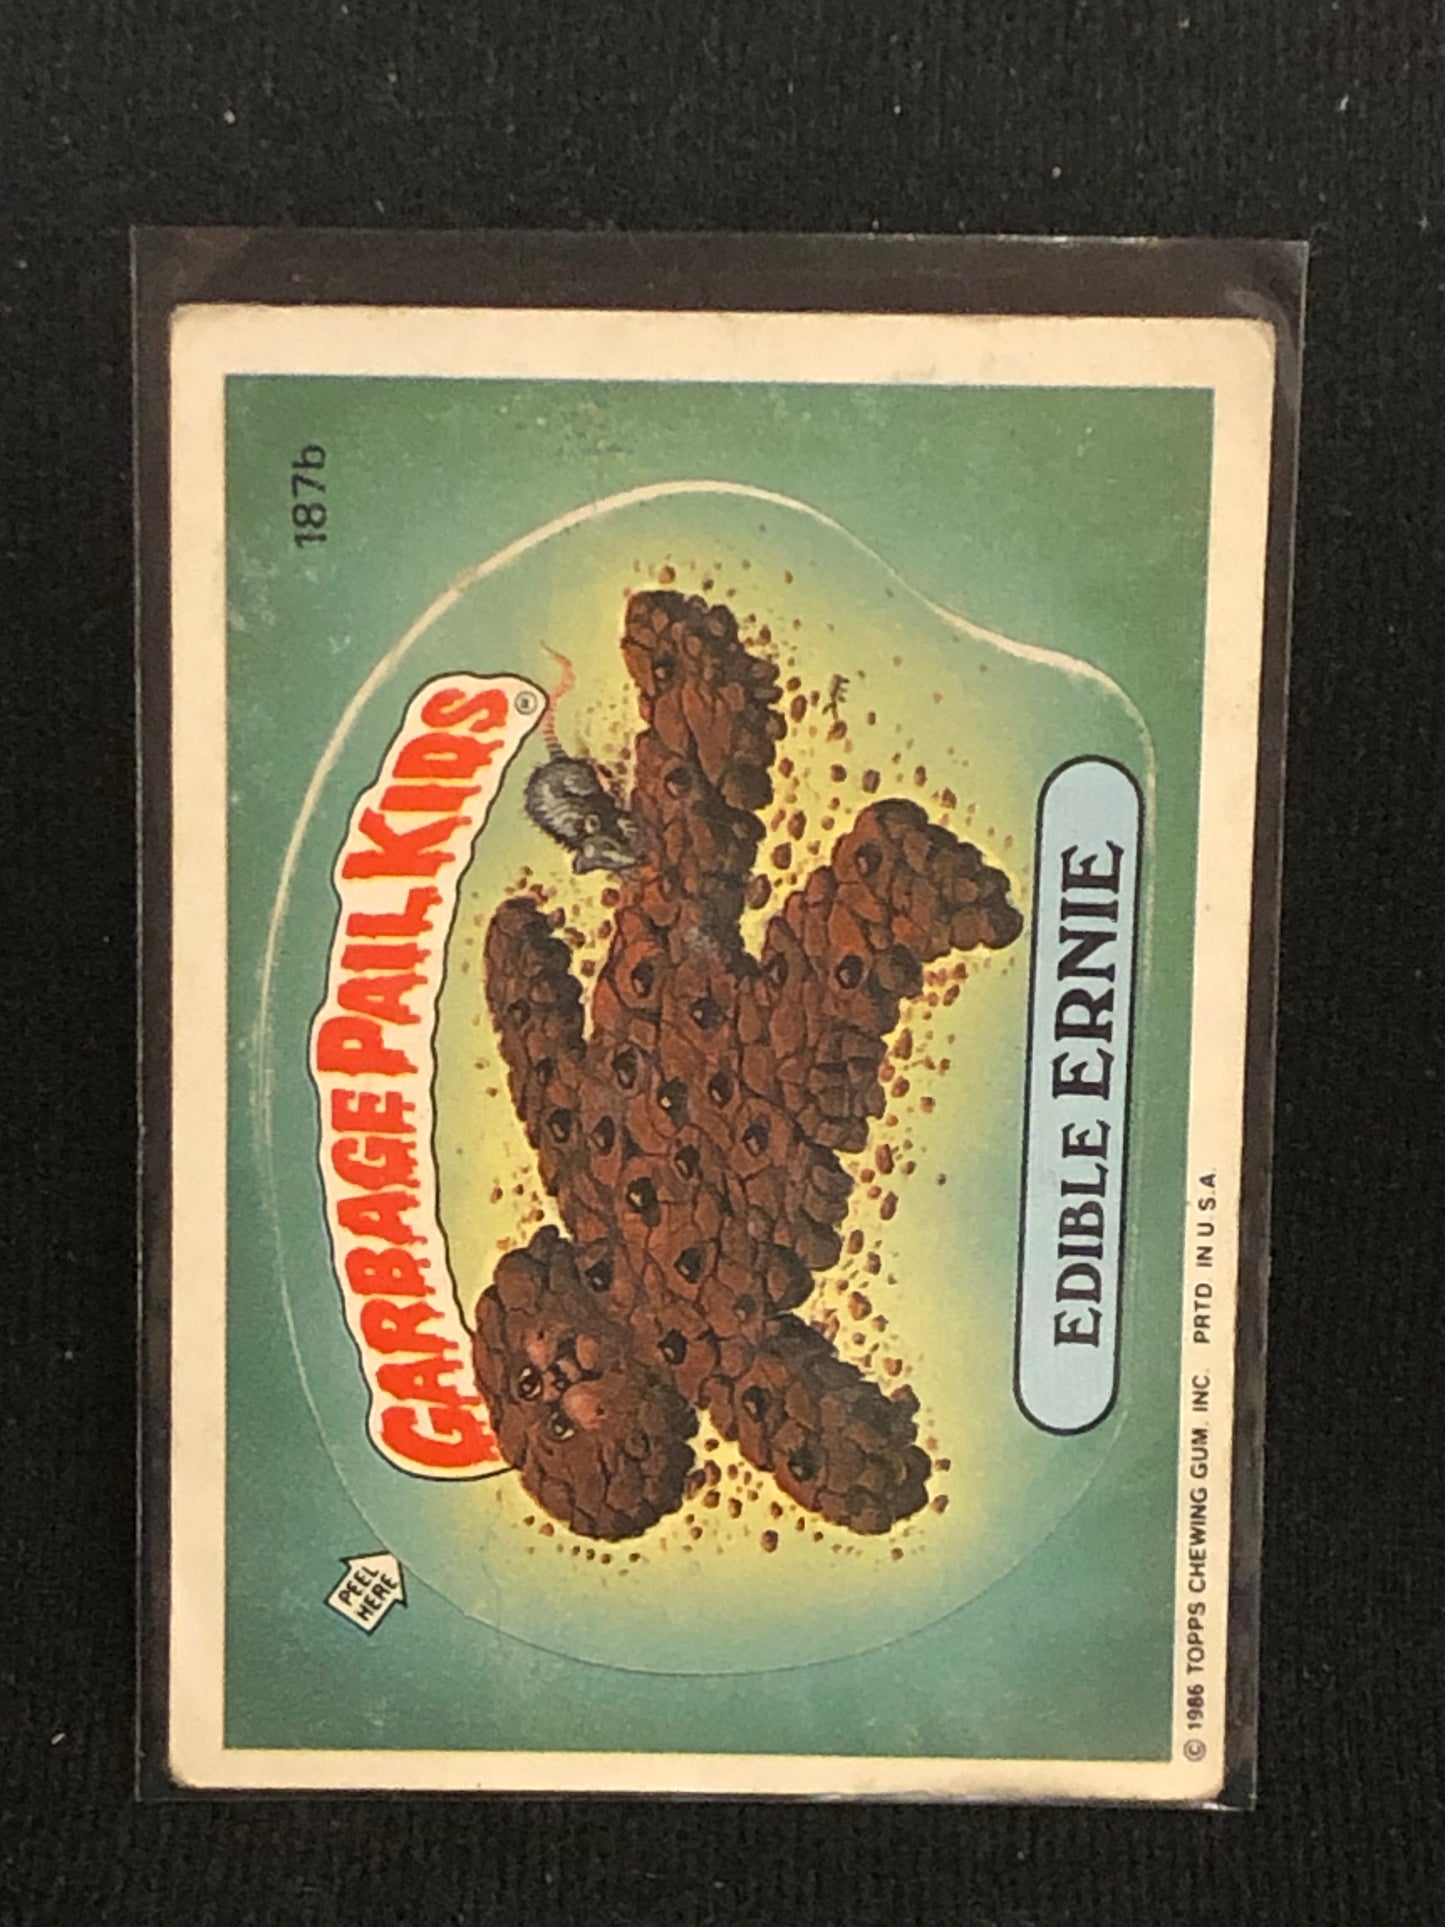 187b
PEEL
HERE
GARBAGE PAIL KIDS
EDIBLE ERNIE
© 1986 TOPPS CHEWING GUM, INC. PRTD. IN U.S.A.